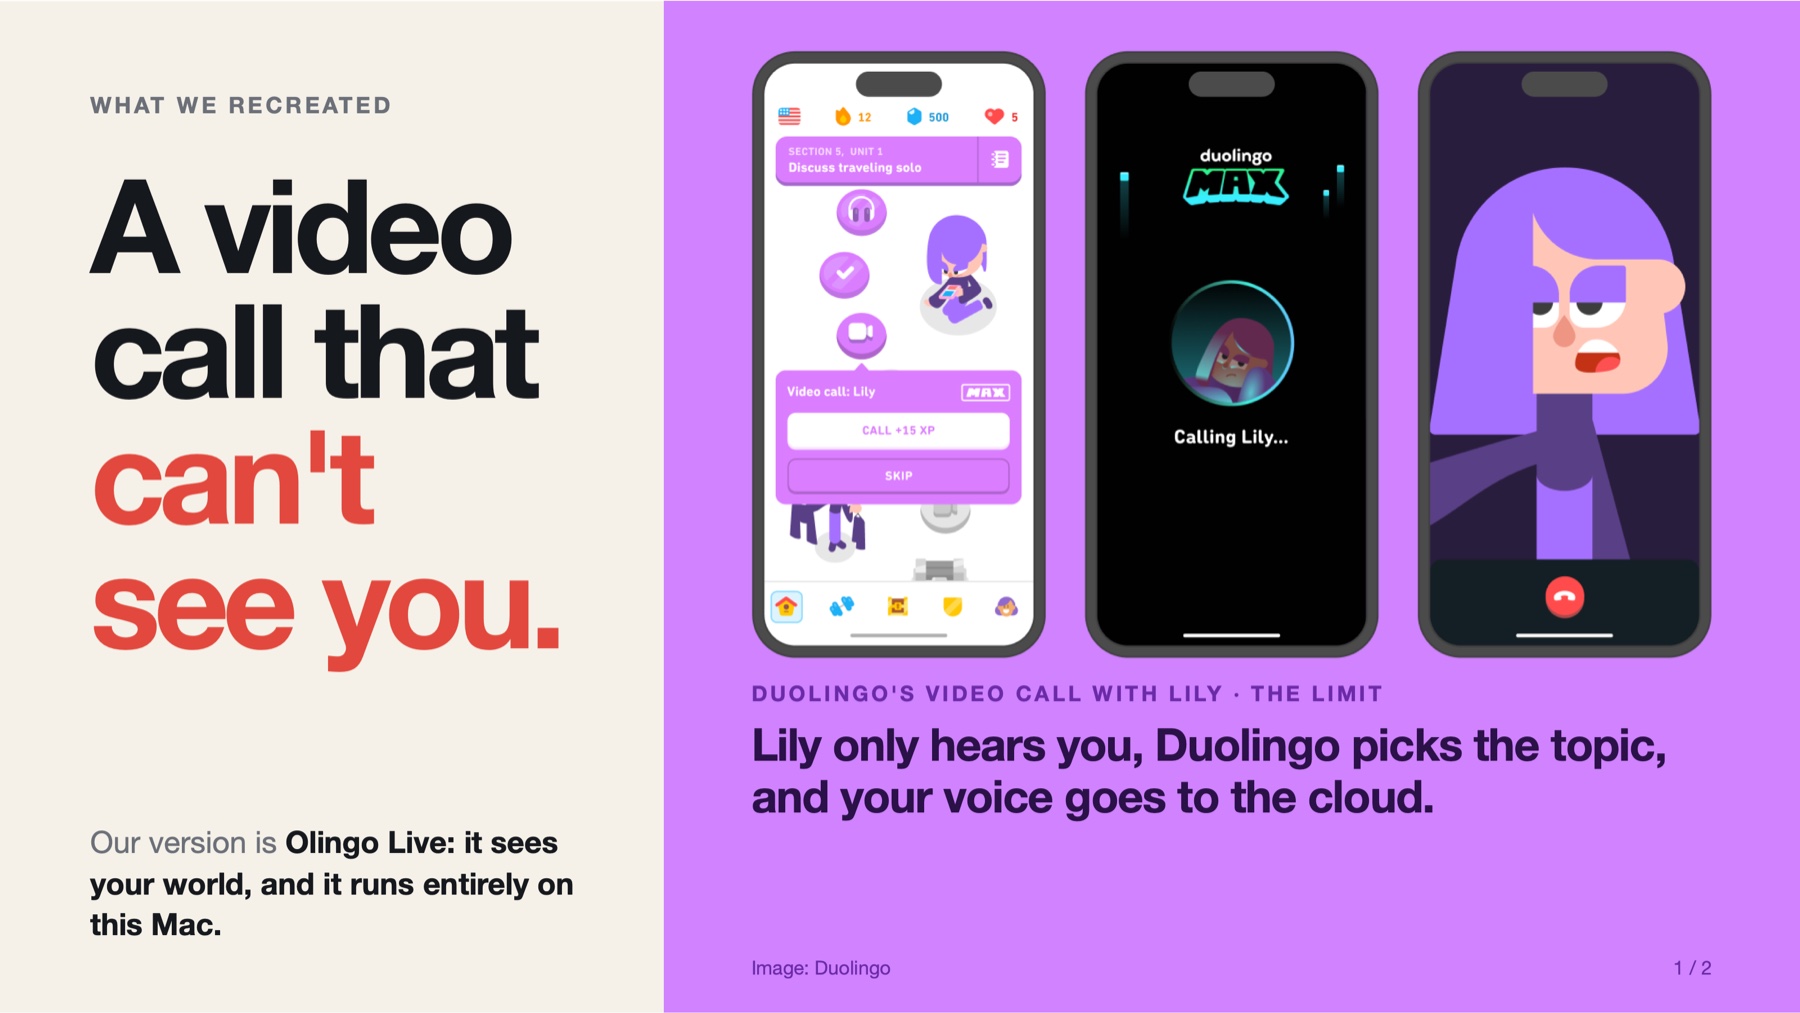 WHAT WE RECREATED
A video
call that
can't
see you.
Our version is Olingo Live: it sees
your world, and it runs entirely on
this Mac.
12
500
5
SECTION 5, UNIT 1
Discuss traveling solo
Video call: Lily
MAX
CALL +15 XP
SKIP
duolingo
MAX
Calling Lily...
DUOLINGO'S VIDEO CALL WITH LILY · THE LIMIT
Lily only hears you, Duolingo picks the topic,
and your voice goes to the cloud.
Image: Duolingo
1 / 2